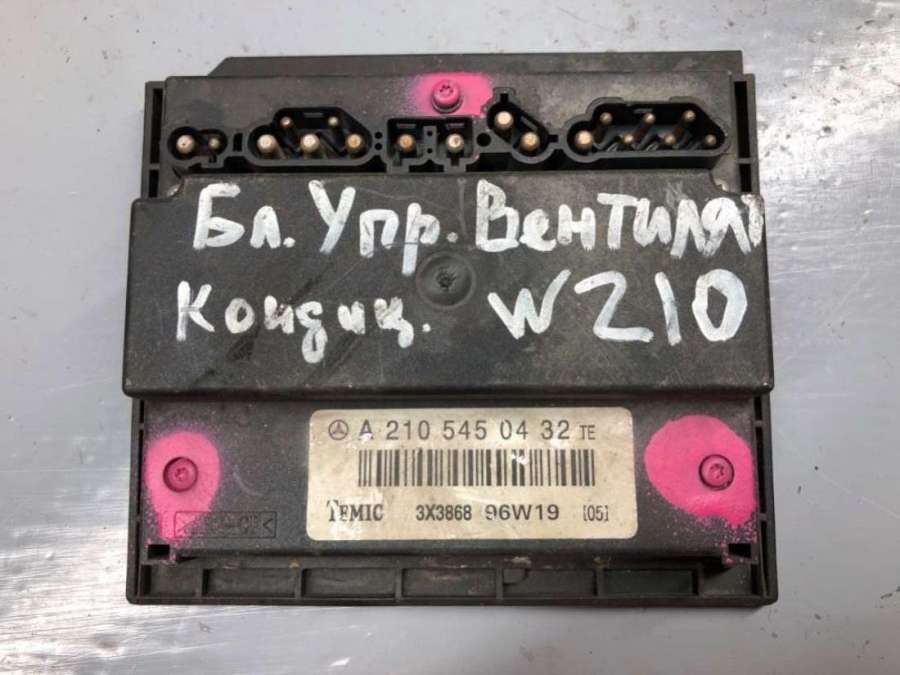 Бл. Упр. Вентилят
Кондиц. W210
A 210 545 04 32 TE
TEMIC 3X3868 96W19 [05]